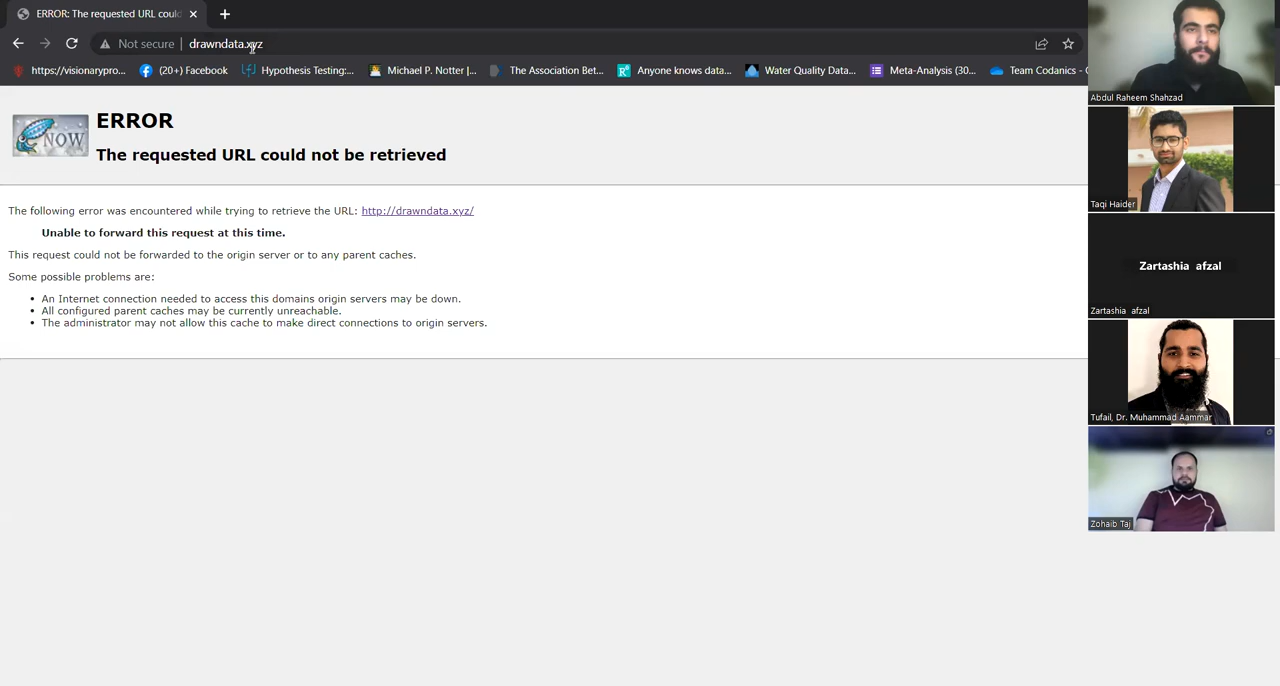 ERROR: The requested URL could
Not secure
drawndata.xyz
https://visionarypro...
(20+) Facebook
Hypothesis Testing:...
Michael P. Notter |...
The Association Bet...
Anyone knows data...
Water Quality Data...
Meta-Analysis (30...
Team Codanics -
NOW
ERROR
The requested URL could not be retrieved
The following error was encountered while trying to retrieve the URL: http://drawndata.xyz/
Unable to forward this request at this time.
This request could not be forwarded to the origin server or to any parent caches.
Some possible problems are:
• An Internet connection needed to access this domains origin servers may be down.
• All configured parent caches may be currently unreachable.
• The administrator may not allow this cache to make direct connections to origin servers.
Abdul Raheem Shahzad
Taqi Haider
Zartashia afzal
Zartashia afzal
Tufail, Dr. Muhammad Aammar
Zohaib Taj